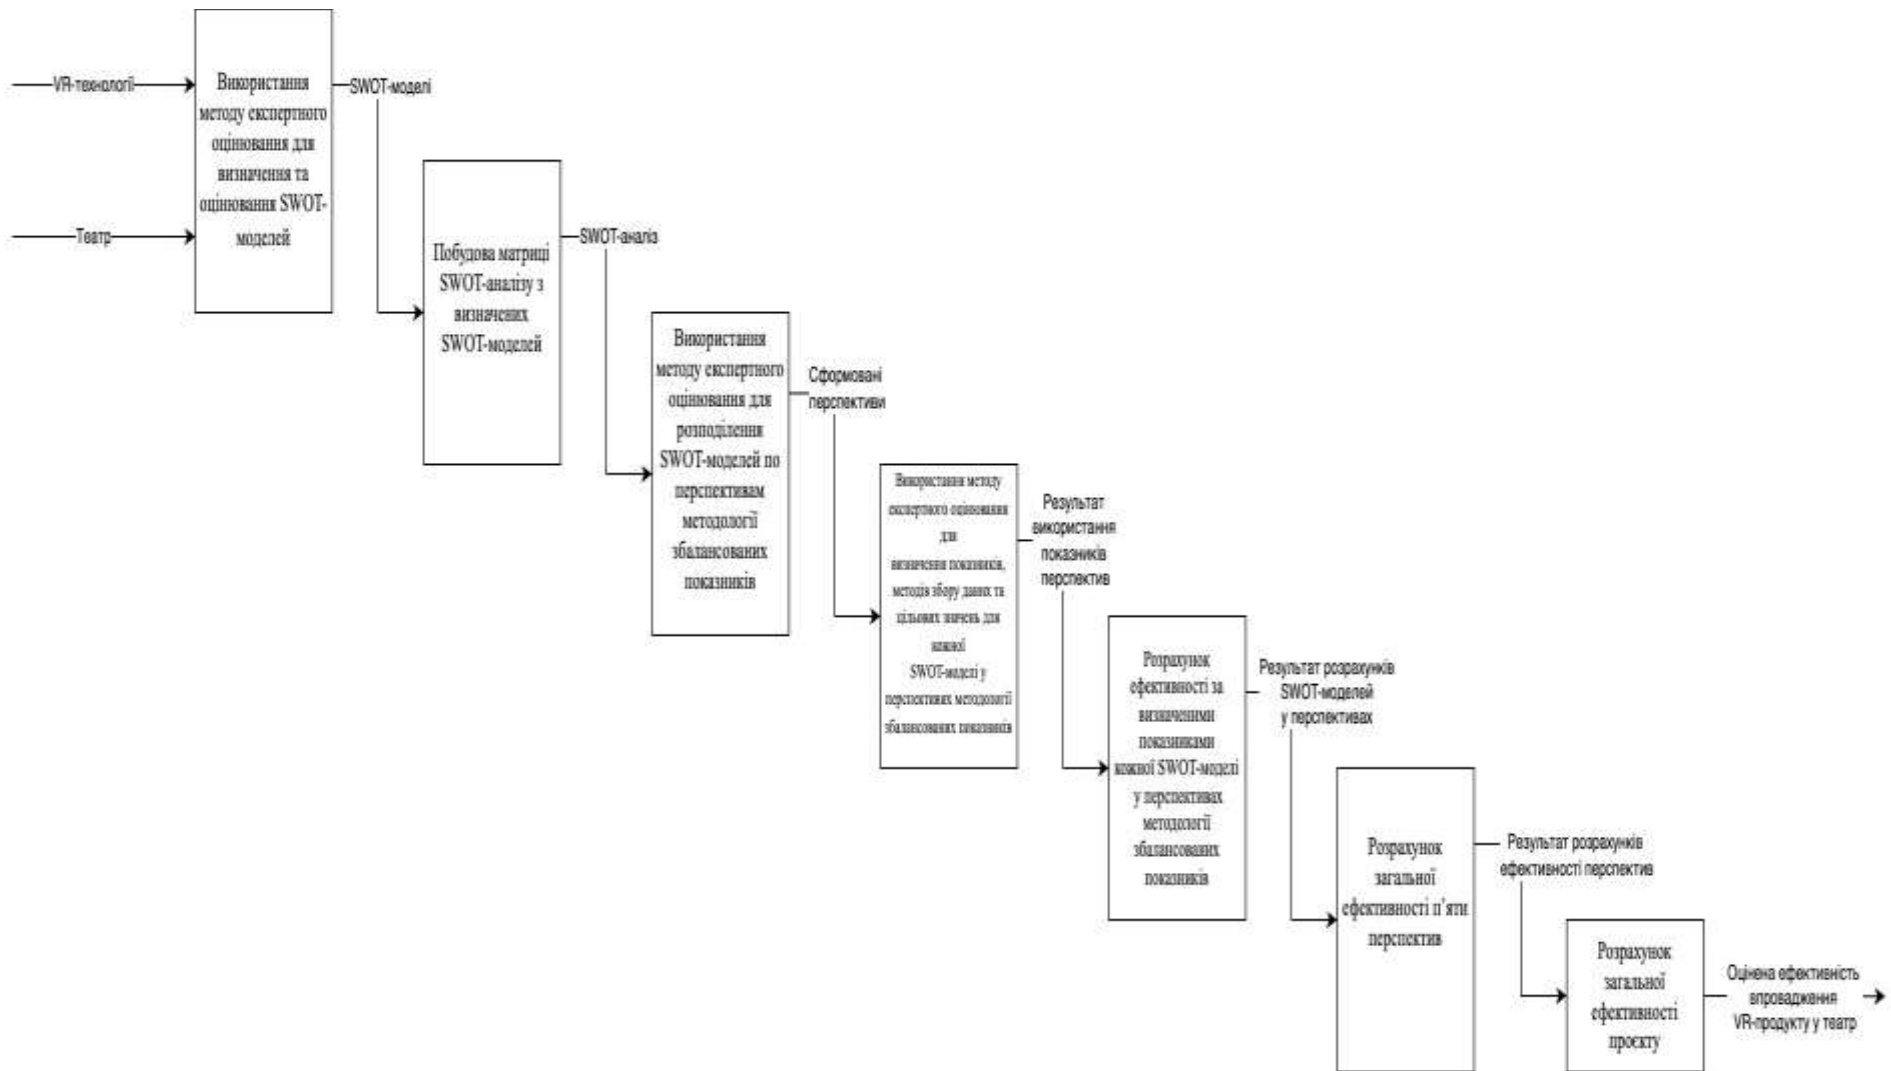 VR-технології
Театр
Використання
методу експертного
оцінювання для
визначення та
оцінювання SWOT-
моделей
SWOT-моделі
Побудова матриці
SWOT-аналізу з
визначених
SWOT-моделей
SWOT-аналіз
Використання
методу експертного
оцінювання для
розподілення
SWOT-моделей по
перспективам
методології
збалансованих
показників
Сформовані
перспективи
Використання методу
експертного оцінювання
для
визначення показників,
методів збору даних та
цільових значень для
кожної
SWOT-моделі у
перспективах методології
збалансованих показників
Результат
використання
показників
перспектив
Розрахунок
ефективності за
визначеними
показниками
кожної SWOT-моделі
у перспективах
методології
збалансованих
показників
Результат розрахунків
SWOT-моделей
у перспективах
Розрахунок
загальної
ефективності п’яти
перспектив
Результат розрахунків
ефективності перспектив
Розрахунок
загальної
ефективності
проєкту
Оцінена ефективність
впровадження
VR-продукту у театр